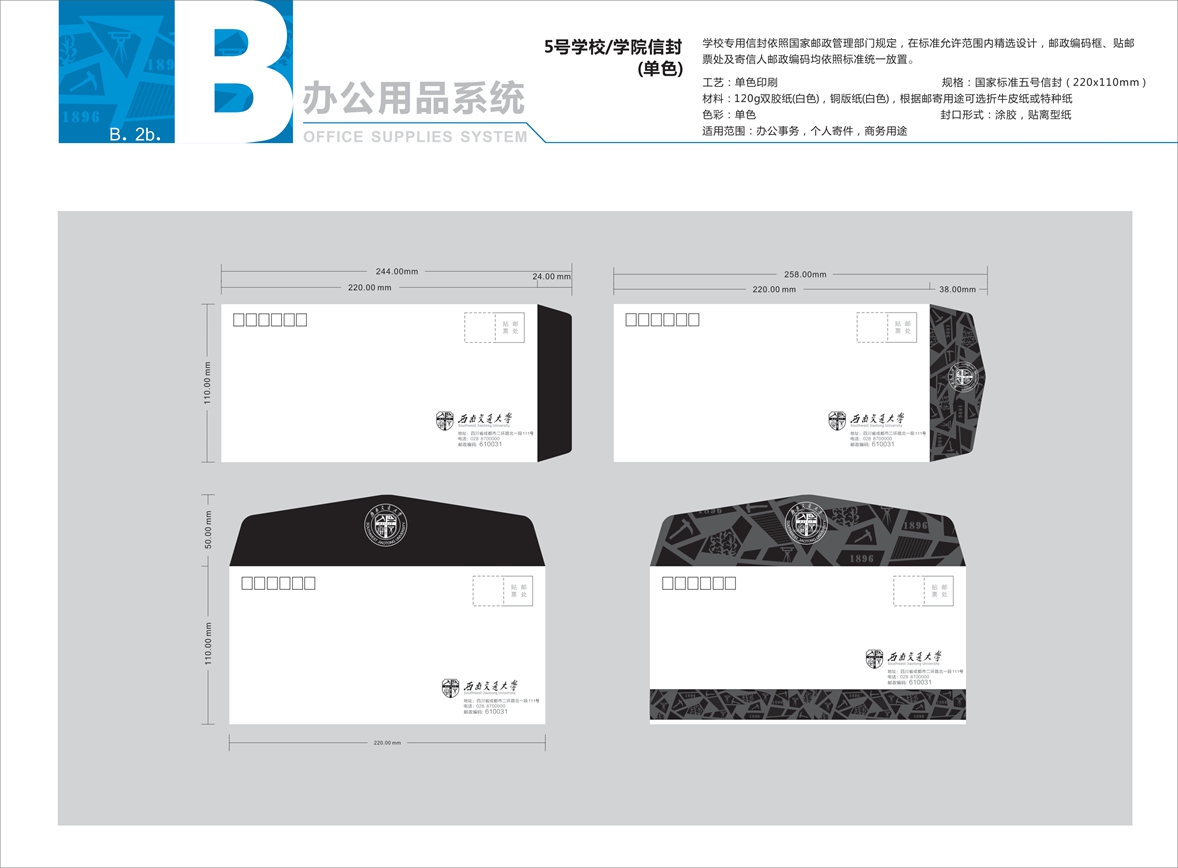 B
B. 2b.
1896
189
办公用品系统
OFFICE SUPPLIES SYSTEM
5号学校/学院信封
(单色)
学校专用信封依照国家邮政管理部门规定，在标准允许范围内精选设计，邮政编码框、贴邮
票处及寄信人邮政编码均依照标准统一放置。
工艺：单色印刷
规格：国家标准五号信封（220x110mm）
材料：120g双胶纸(白色)，铜版纸(白色)，根据邮寄用途可选折牛皮纸或特种纸
色彩：单色
封口形式：涂胶，贴离型纸
适用范围：办公事务，个人寄件，商务用途
244.00mm
24.00 mm
220.00 mm
110.00 mm
贴 邮
票 处
西南交通大学
Southwest Jiaotong University
地址：四川省成都市二环路北一段111号
电话：028 8700000
邮政编码: 610031
258.00mm
220.00 mm
38.00mm
贴 邮
票 处
西南交通大学
Southwest Jiaotong University
地址：四川省成都市二环路北一段111号
电话：028 8700000
邮政编码: 610031
50.00 mm
110.00 mm
西南交通大学
SOUTHWEST JIAOTONG UNIVERSITY
贴 邮
票 处
西南交通大学
Southwest Jiaotong University
地址：四川省成都市二环路北一段111号
电话：028 8700000
邮政编码: 610031
220.00 mm
1896
1896
1896
贴 邮
票 处
西南交通大学
Southwest Jiaotong University
地址：四川省成都市二环路北一段111号
电话：028 8700000
邮政编码: 610031